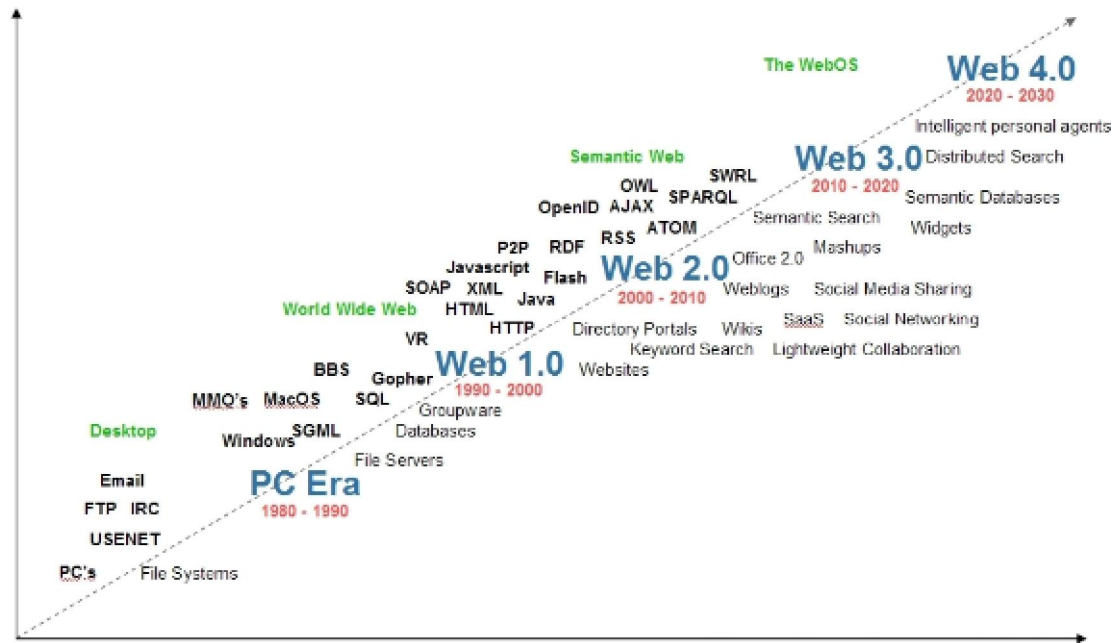 The WebOS
Web 4.0
2020 - 2030
Intelligent personal agents
Semantic Web
Web 3.0
Distributed Search
2010 - 2020
SWRL
OWL
SPARQL
Semantic Databases
OpenID
AJAX
Semantic Search
Widgets
ATOM
RSS
P2P
RDF
Mashups
Office 2.0
Javascript
Web 2.0
Flash
2000 - 2010
SOAP
XML
Weblogs
Social Media Sharing
Java
World Wide Web
HTML
HTTP
Directory Portals
Wikis
SaaS
Social Networking
VR
Keyword Search
Lightweight Collaboration
Web 1.0
Websites
1990 - 2000
BBS
Gopher
MMO's
MacOS
SQL
Groupware
Desktop
Windows
SGML
Databases
File Servers
Email
PC Era
1980 - 1990
FTP
IRC
USENET
PC's
File Systems